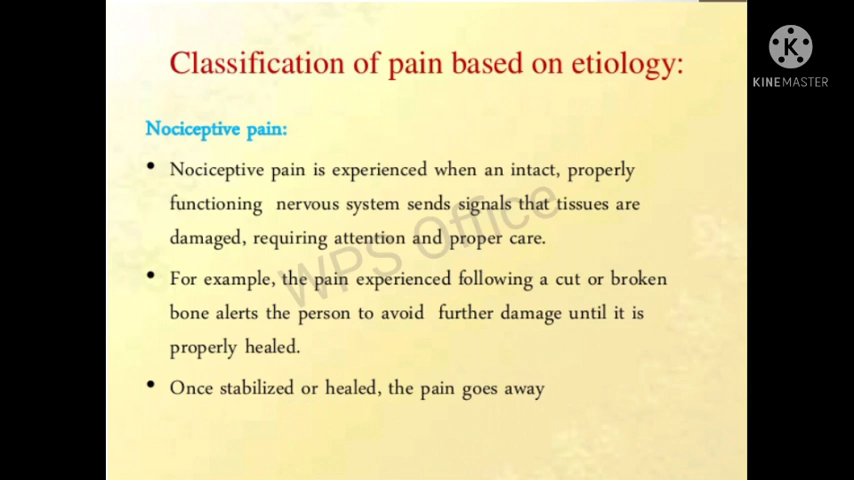 Classification of pain based on etiology:
K
KINEMASTER
Nociceptive pain:
• Nociceptive pain is experienced when an intact, properly
functioning nervous system sends signals that tissues are
damaged, requiring attention and proper care.
• For example, the pain experienced following a cut or broken
bone alerts the person to avoid further damage until it is
properly healed.
• Once stabilized or healed, the pain goes away
WPS Office